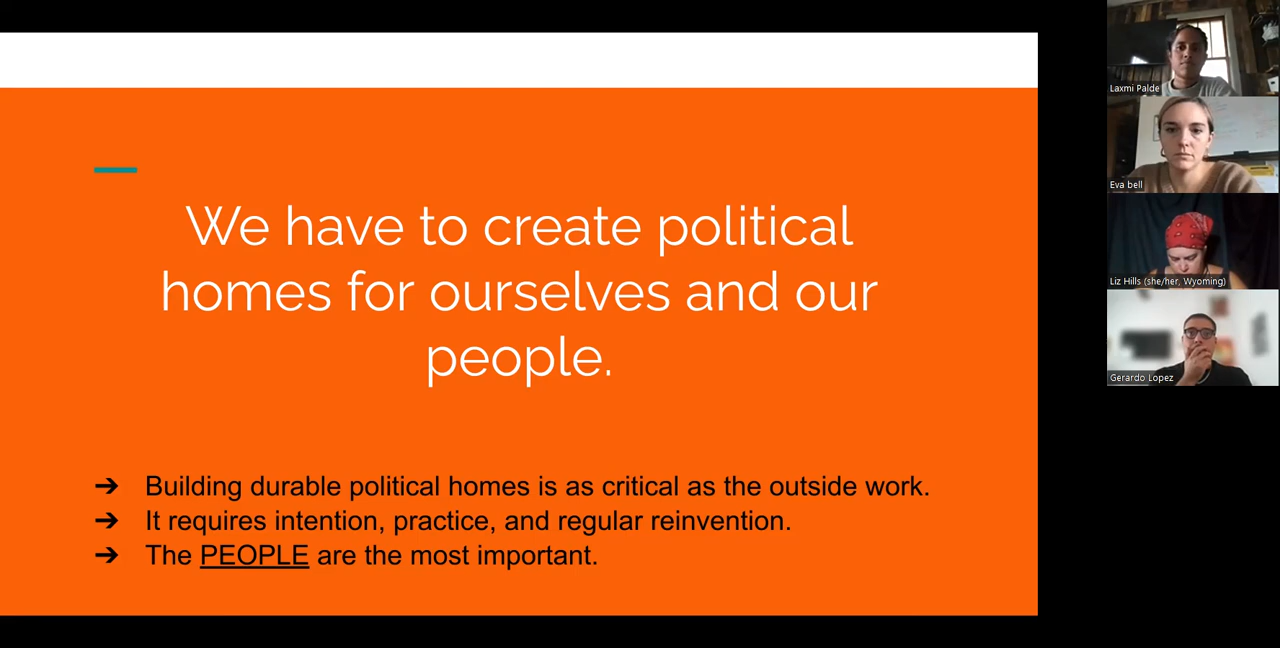 We have to create political
homes for ourselves and our
people.
➔ Building durable political homes is as critical as the outside work.
➔ It requires intention, practice, and regular reinvention.
➔ The PEOPLE are the most important.
Laxmi Palde
Eva bell
Liz Hills (she/her, Wyoming)
Gerardo Lopez